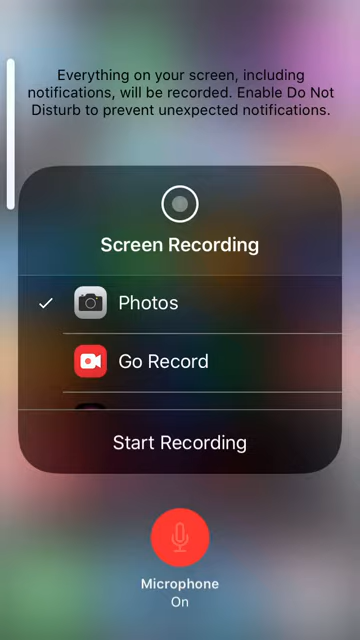 Everything on your screen, including
notifications, will be recorded. Enable Do Not
Disturb to prevent unexpected notifications.
Screen Recording
Photos
Go Record
Start Recording
Microphone
On